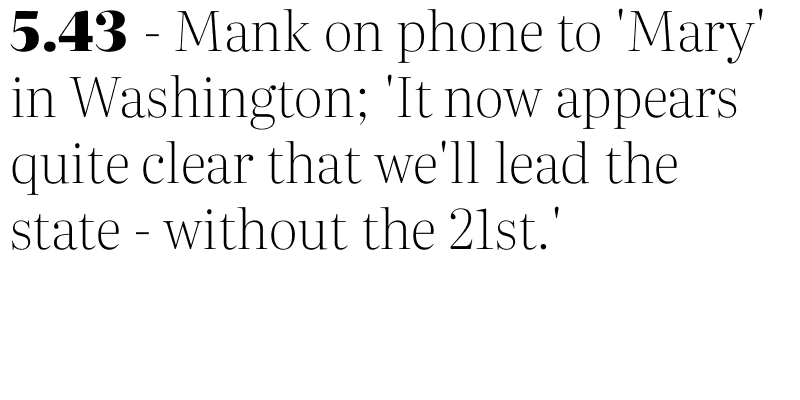 5.43 - Mank on phone to 'Mary'
in Washington; 'It now appears
quite clear that we'll lead the
state - without the 21st.'